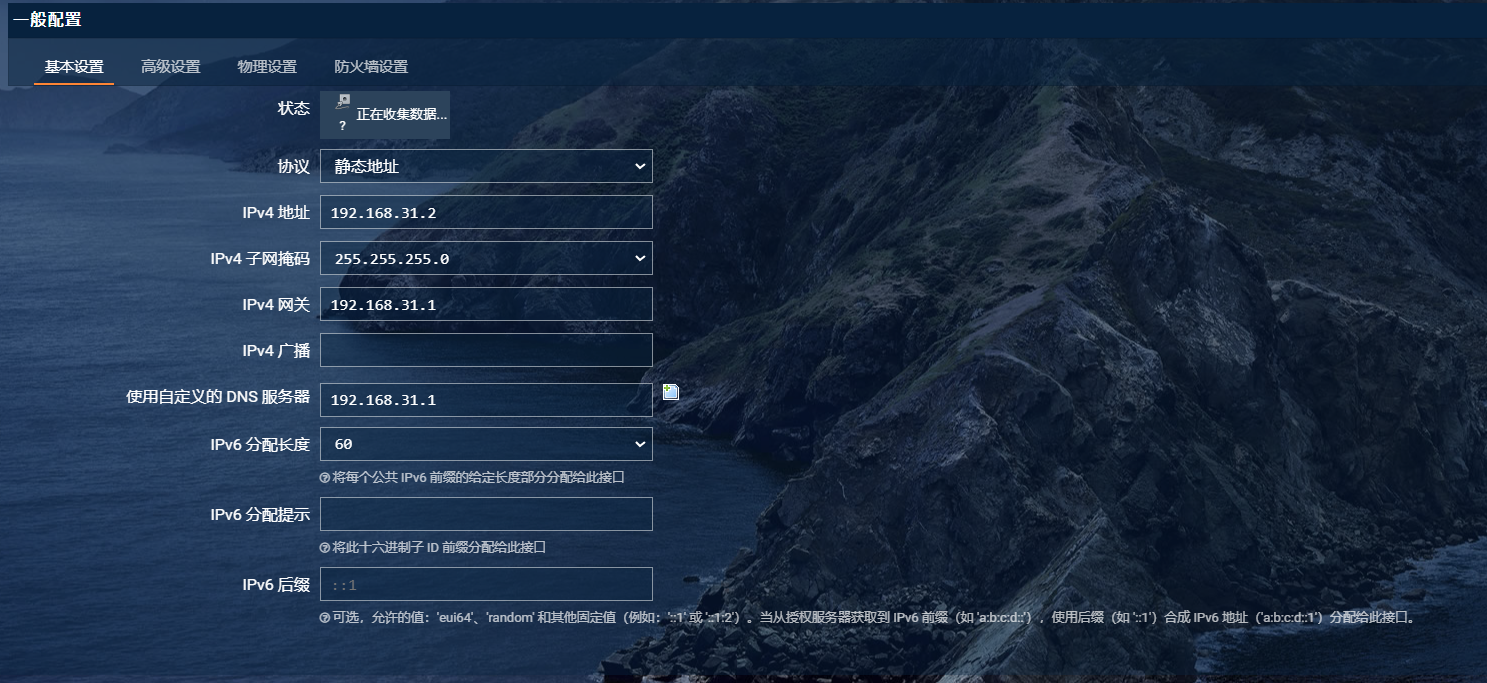 一般配置
基本设置 高级设置 物理设置 防火墙设置
状态 ? 正在收集数据...
协议 静态地址
IPv4 地址 192.168.31.2
IPv4 子网掩码 255.255.255.0
IPv4 网关 192.168.31.1
IPv4 广播
使用自定义的 DNS 服务器 192.168.31.1
IPv6 分配长度 60
将每个公共 IPv6 前缀的给定长度部分分配给此接口
IPv6 分配提示
将此十六进制子 ID 前缀分配给此接口
IPv6 后缀 ::1
可选，允许的值：'eui64'、'random' 和其他固定值（例如：'::1' 或 '::1:2'）。当从授权服务器获取到 IPv6 前缀（如 'a:b:c:d::'），使用后缀（如 '::1'）合成 IPv6 地址（'a:b:c:d::1'）分配给此接口。